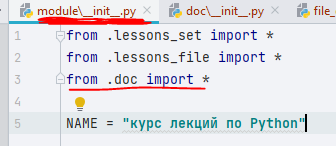 module\__init__.py doc\__init__.py file_
1 from .lessons_set import *
2 from .lessons_file import *
3 from .doc import *
4
5 NAME = "курс лекций по Python"